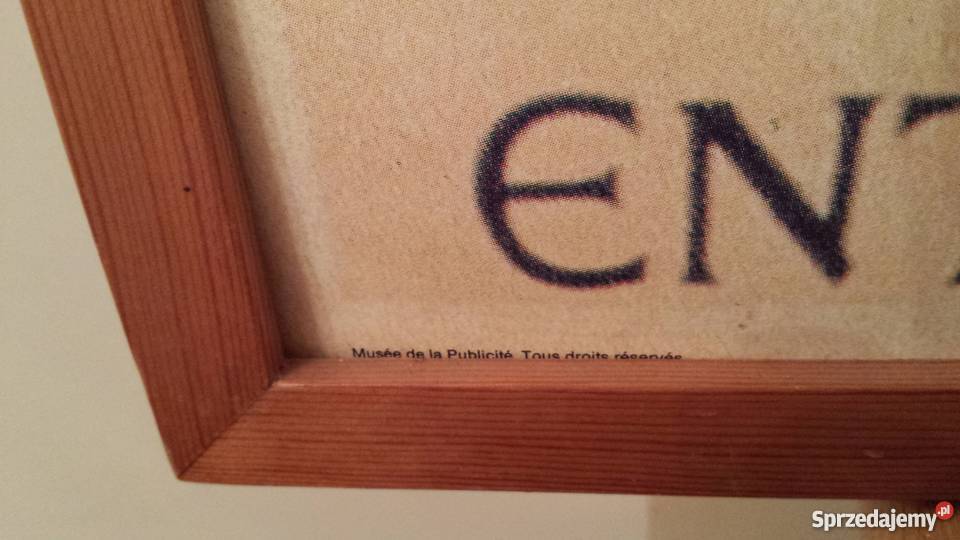 ENT
Musée de la Publicité. Tous droits réservés
Sprzedajemy.pl